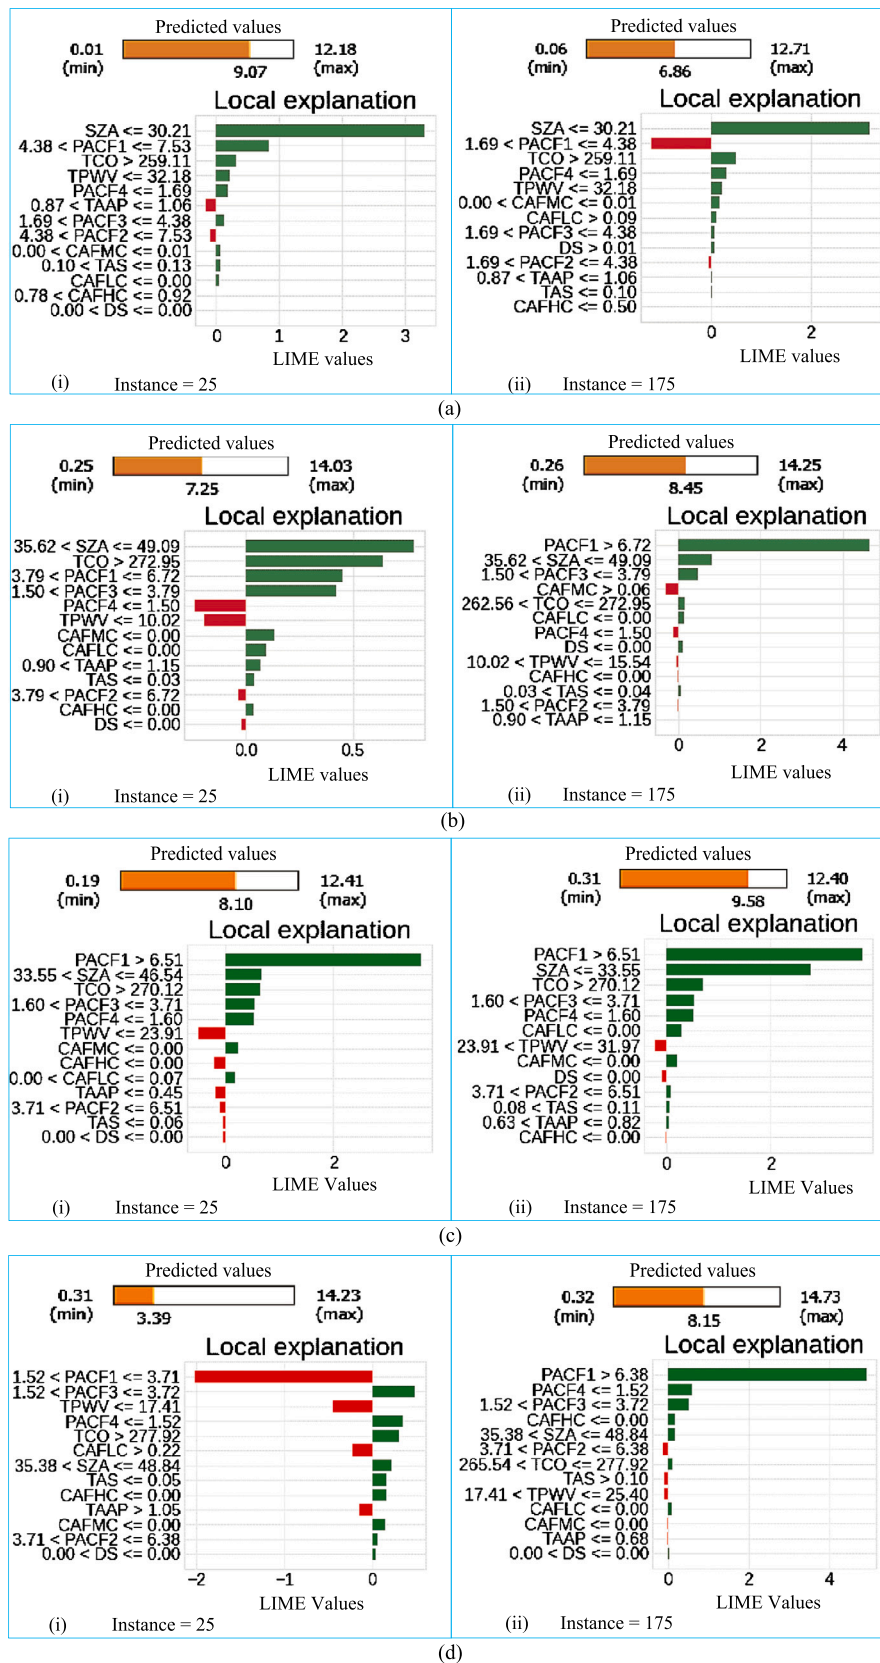 Predicted values
0.01
(min)
9.07
12.18
(max)
Local explanation
SZA <= 30.21
4.38 < PACF1 <= 7.53
TCO > 259.11
TPWV <= 32.18
PACF4 <= 1.69
0.87 < TAAP <= 1.06
1.69 < PACF3 <= 4.38
4.38 < PACF2 <= 7.53
0.00 < CAFMC <= 0.01
0.10 < TAS <= 0.13
CAFLC <= 0.00
0.78 < CAFHC <= 0.92
0.00 < DS <= 0.00
0 1 2 3
LIME values
(i) Instance = 25
Predicted values
0.06
(min)
6.86
12.71
(max)
Local explanation
SZA <= 30.21
1.69 < PACF1 <= 4.38
TCO > 259.11
PACF4 <= 1.69
TPWV <= 32.18
0.00 < CAFMC <= 0.01
CAFLC > 0.09
1.69 < PACF3 <= 4.38
DS > 0.01
1.69 < PACF2 <= 4.38
0.87 < TAAP <= 1.06
TAS <= 0.10
CAFHC <= 0.50
0 2
LIME values
(ii) Instance = 175
(a)
Predicted values
0.25
(min)
7.25
14.03
(max)
Local explanation
35.62 < SZA <= 49.09
TCO > 272.95
3.79 < PACF1 <= 6.72
1.50 < PACF3 <= 3.79
PACF4 <= 1.50
TPWV <= 10.02
CAFMC <= 0.00
CAFLC <= 0.00
0.90 < TAAP <= 1.15
TAS <= 0.03
3.79 < PACF2 <= 6.72
CAFHC <= 0.00
DS <= 0.00
0.0 0.5
LIME values
(i) Instance = 25
Predicted values
0.26
(min)
8.45
14.25
(max)
Local explanation
PACF1 > 6.72
35.62 < SZA <= 49.09
1.50 < PACF3 <= 3.79
CAFMC > 0.06
262.56 < TCO <= 272.95
CAFLC <= 0.00
PACF4 <= 1.50
DS <= 0.00
10.02 < TPWV <= 15.54
CAFHC <= 0.00
0.03 < TAS <= 0.04
1.50 < PACF2 <= 3.79
0.90 < TAAP <= 1.15
0 2 4
LIME values
(ii) Instance = 175
(b)
Predicted values
0.19
(min)
8.10
12.41
(max)
Local explanation
PACF1 > 6.51
33.55 < SZA <= 46.54
TCO > 270.12
1.60 < PACF3 <= 3.71
PACF4 <= 1.60
TPWV <= 23.91
CAFMC <= 0.00
CAFHC <= 0.00
0.00 < CAFLC <= 0.07
TAAP <= 0.45
3.71 < PACF2 <= 6.51
TAS <= 0.06
0.00 < DS <= 0.00
0 2
LIME Values
(i) Instance = 25
Predicted values
0.31
(min)
9.58
12.40
(max)
Local explanation
PACF1 > 6.51
SZA <= 33.55
TCO > 270.12
1.60 < PACF3 <= 3.71
PACF4 <= 1.60
CAFLC <= 0.00
23.91 < TPWV <= 31.97
CAFMC <= 0.00
DS <= 0.00
3.71 < PACF2 <= 6.51
0.08 < TAS <= 0.11
0.63 < TAAP <= 0.82
CAFHC <= 0.00
0 2
LIME Values
(ii) Instance = 175
(c)
Predicted values
0.31
(min)
3.39
14.23
(max)
Local explanation
1.52 < PACF1 <= 3.71
1.52 < PACF3 <= 3.72
TPWV <= 17.41
PACF4 <= 1.52
TCO > 277.92
CAFLC > 0.22
35.38 < SZA <= 48.84
TAS <= 0.05
CAFHC <= 0.00
TAAP > 1.05
CAFMC <= 0.00
3.71 < PACF2 <= 6.38
0.00 < DS <= 0.00
−2 −1 0
LIME Values
(i) Instance = 25
Predicted values
0.32
(min)
8.15
14.73
(max)
Local explanation
PACF1 > 6.38
PACF4 <= 1.52
1.52 < PACF3 <= 3.72
CAFHC <= 0.00
35.38 < SZA <= 48.84
3.71 < PACF2 <= 6.38
265.54 < TCO <= 277.92
TAS > 0.10
17.41 < TPWV <= 25.40
CAFLC <= 0.00
CAFMC <= 0.00
TAAP <= 0.68
0.00 < DS <= 0.00
0 2 4
LIME Values
(ii) Instance = 175
(d)